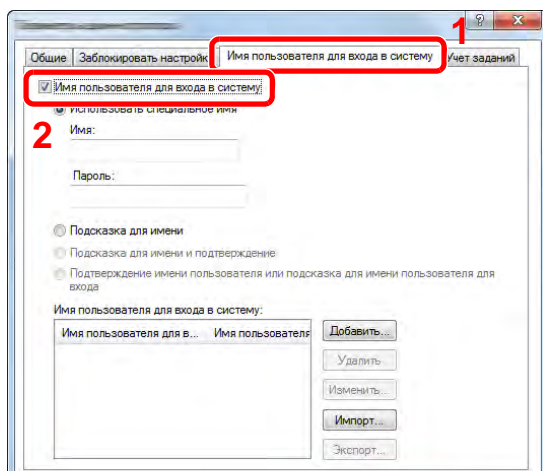 1
Общие Заблокировать настройк Имя пользователя для входа в систему Учет заданий
Имя пользователя для входа в систему
2
Использовать специальное имя
Имя:
Пароль:
Подсказка для имени
Подсказка для имени и подтверждение
Подтверждение имени пользователя или подсказка для имени пользователя для
входа
Имя пользователя для входа в систему:
Имя пользователя для в... Имя пользователя
Добавить...
Удалить
Изменить...
Импорт...
Экспорт...